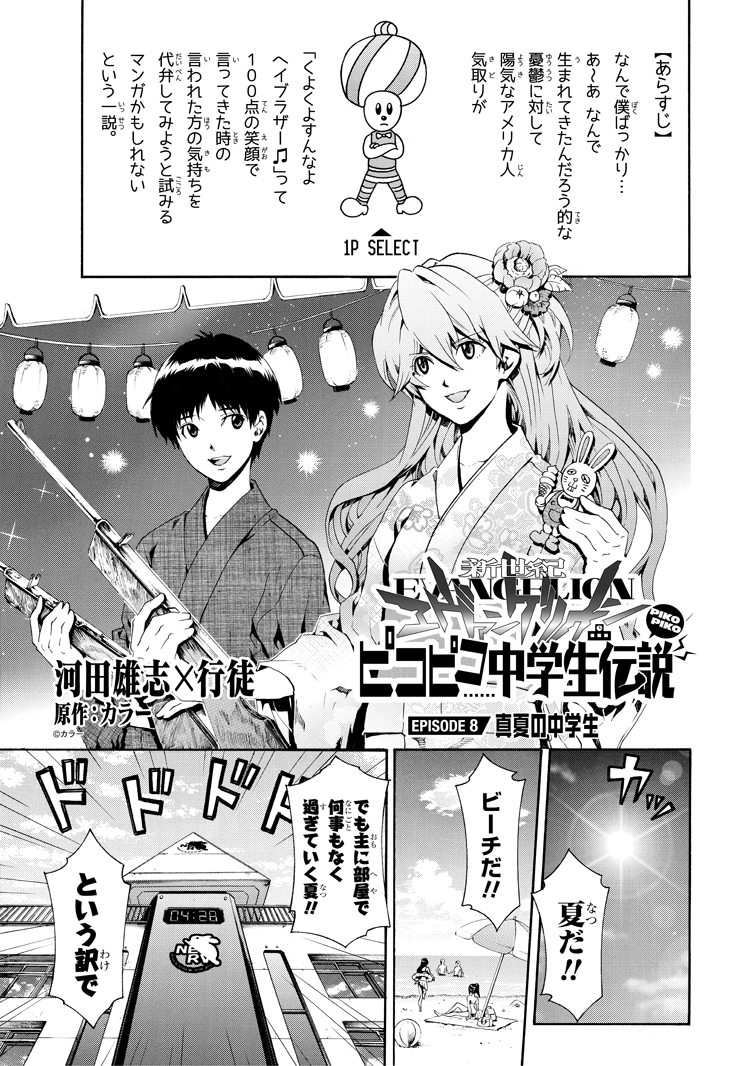 【あらすじ】
なんで僕ばっかり…
あ〜あ なんで
生まれてきたんだろう的な
憂鬱に対して
陽気なアメリカ人
気取りが
「くよくよすんなよ
ヘイブラザー♫」って
100点の笑顔で
言ってきた時の
言われた方の気持ちを
代弁してみようと試みる
マンガかもしれない
という一説。
1P SELECT
新世紀
EVANGELION
エヴァンゲリオン
PIKO
PIKO
ピコピコ……中学生伝説
EPISODE 8 真夏の中学生
河田雄志×行徒
原作:カラー
©カラー
カッ
夏だ!!
ビーチだ!!
でも主に部屋で
何事もなく
過ぎていく夏!!
ドドドド
04:28
NERV
という訳で